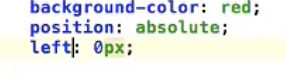 background-color: red;
position: absolute;
left: 0px;